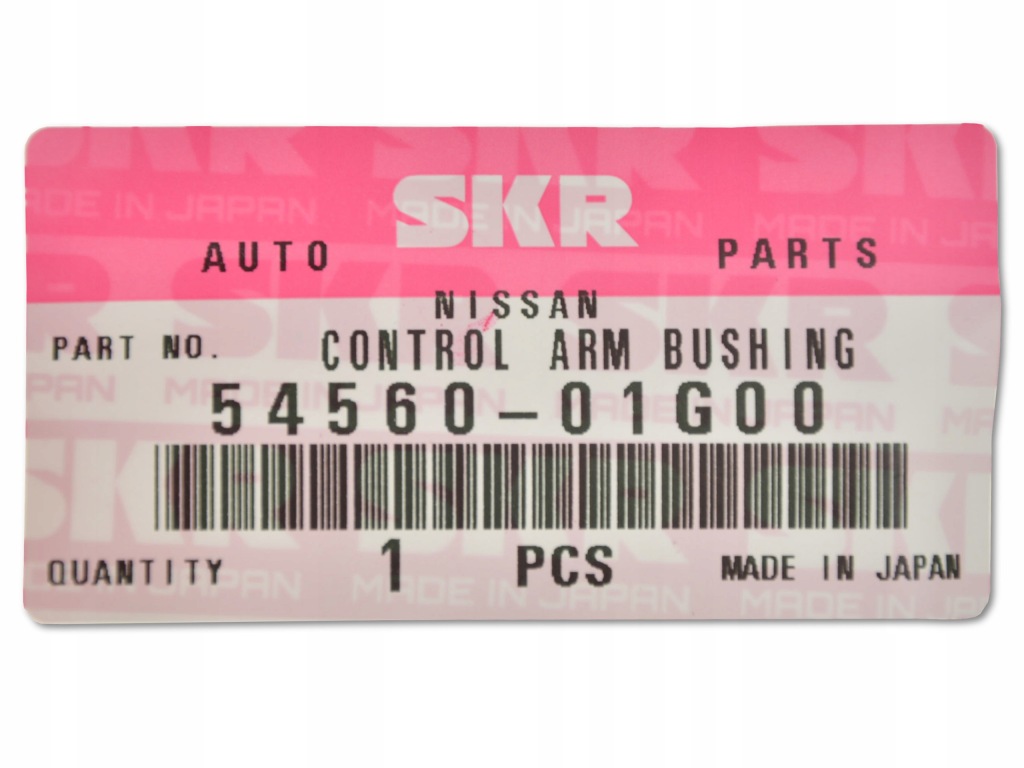 SKR
AUTO PARTS
NISSAN
PART NO. CONTROL ARM BUSHING
54560-01G00
QUANTITY 1 PCS MADE IN JAPAN